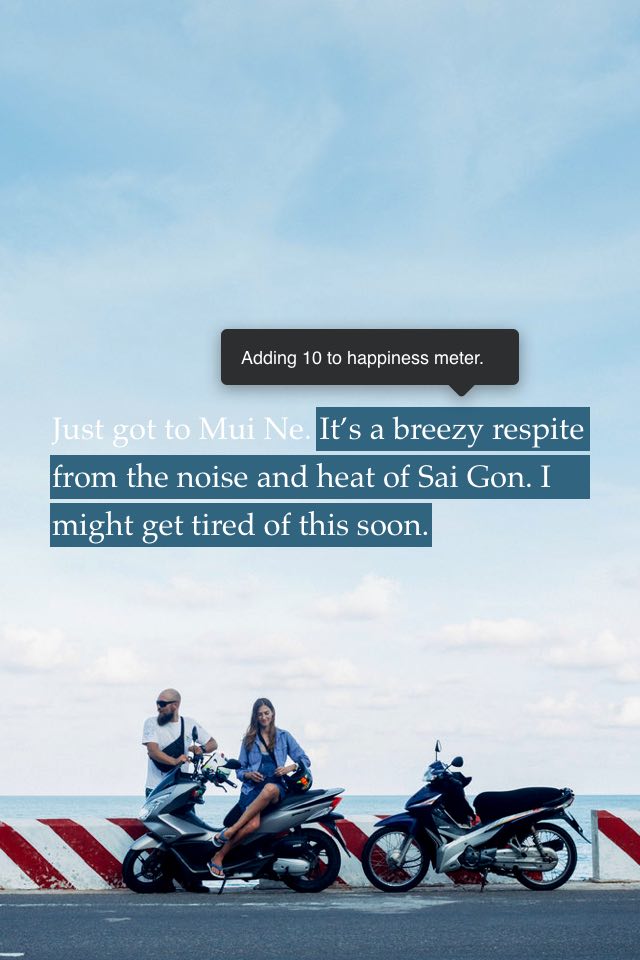 Adding 10 to happiness meter.
Just got to Mui Ne. It’s a breezy respite
from the noise and heat of Sai Gon. I
might get tired of this soon.